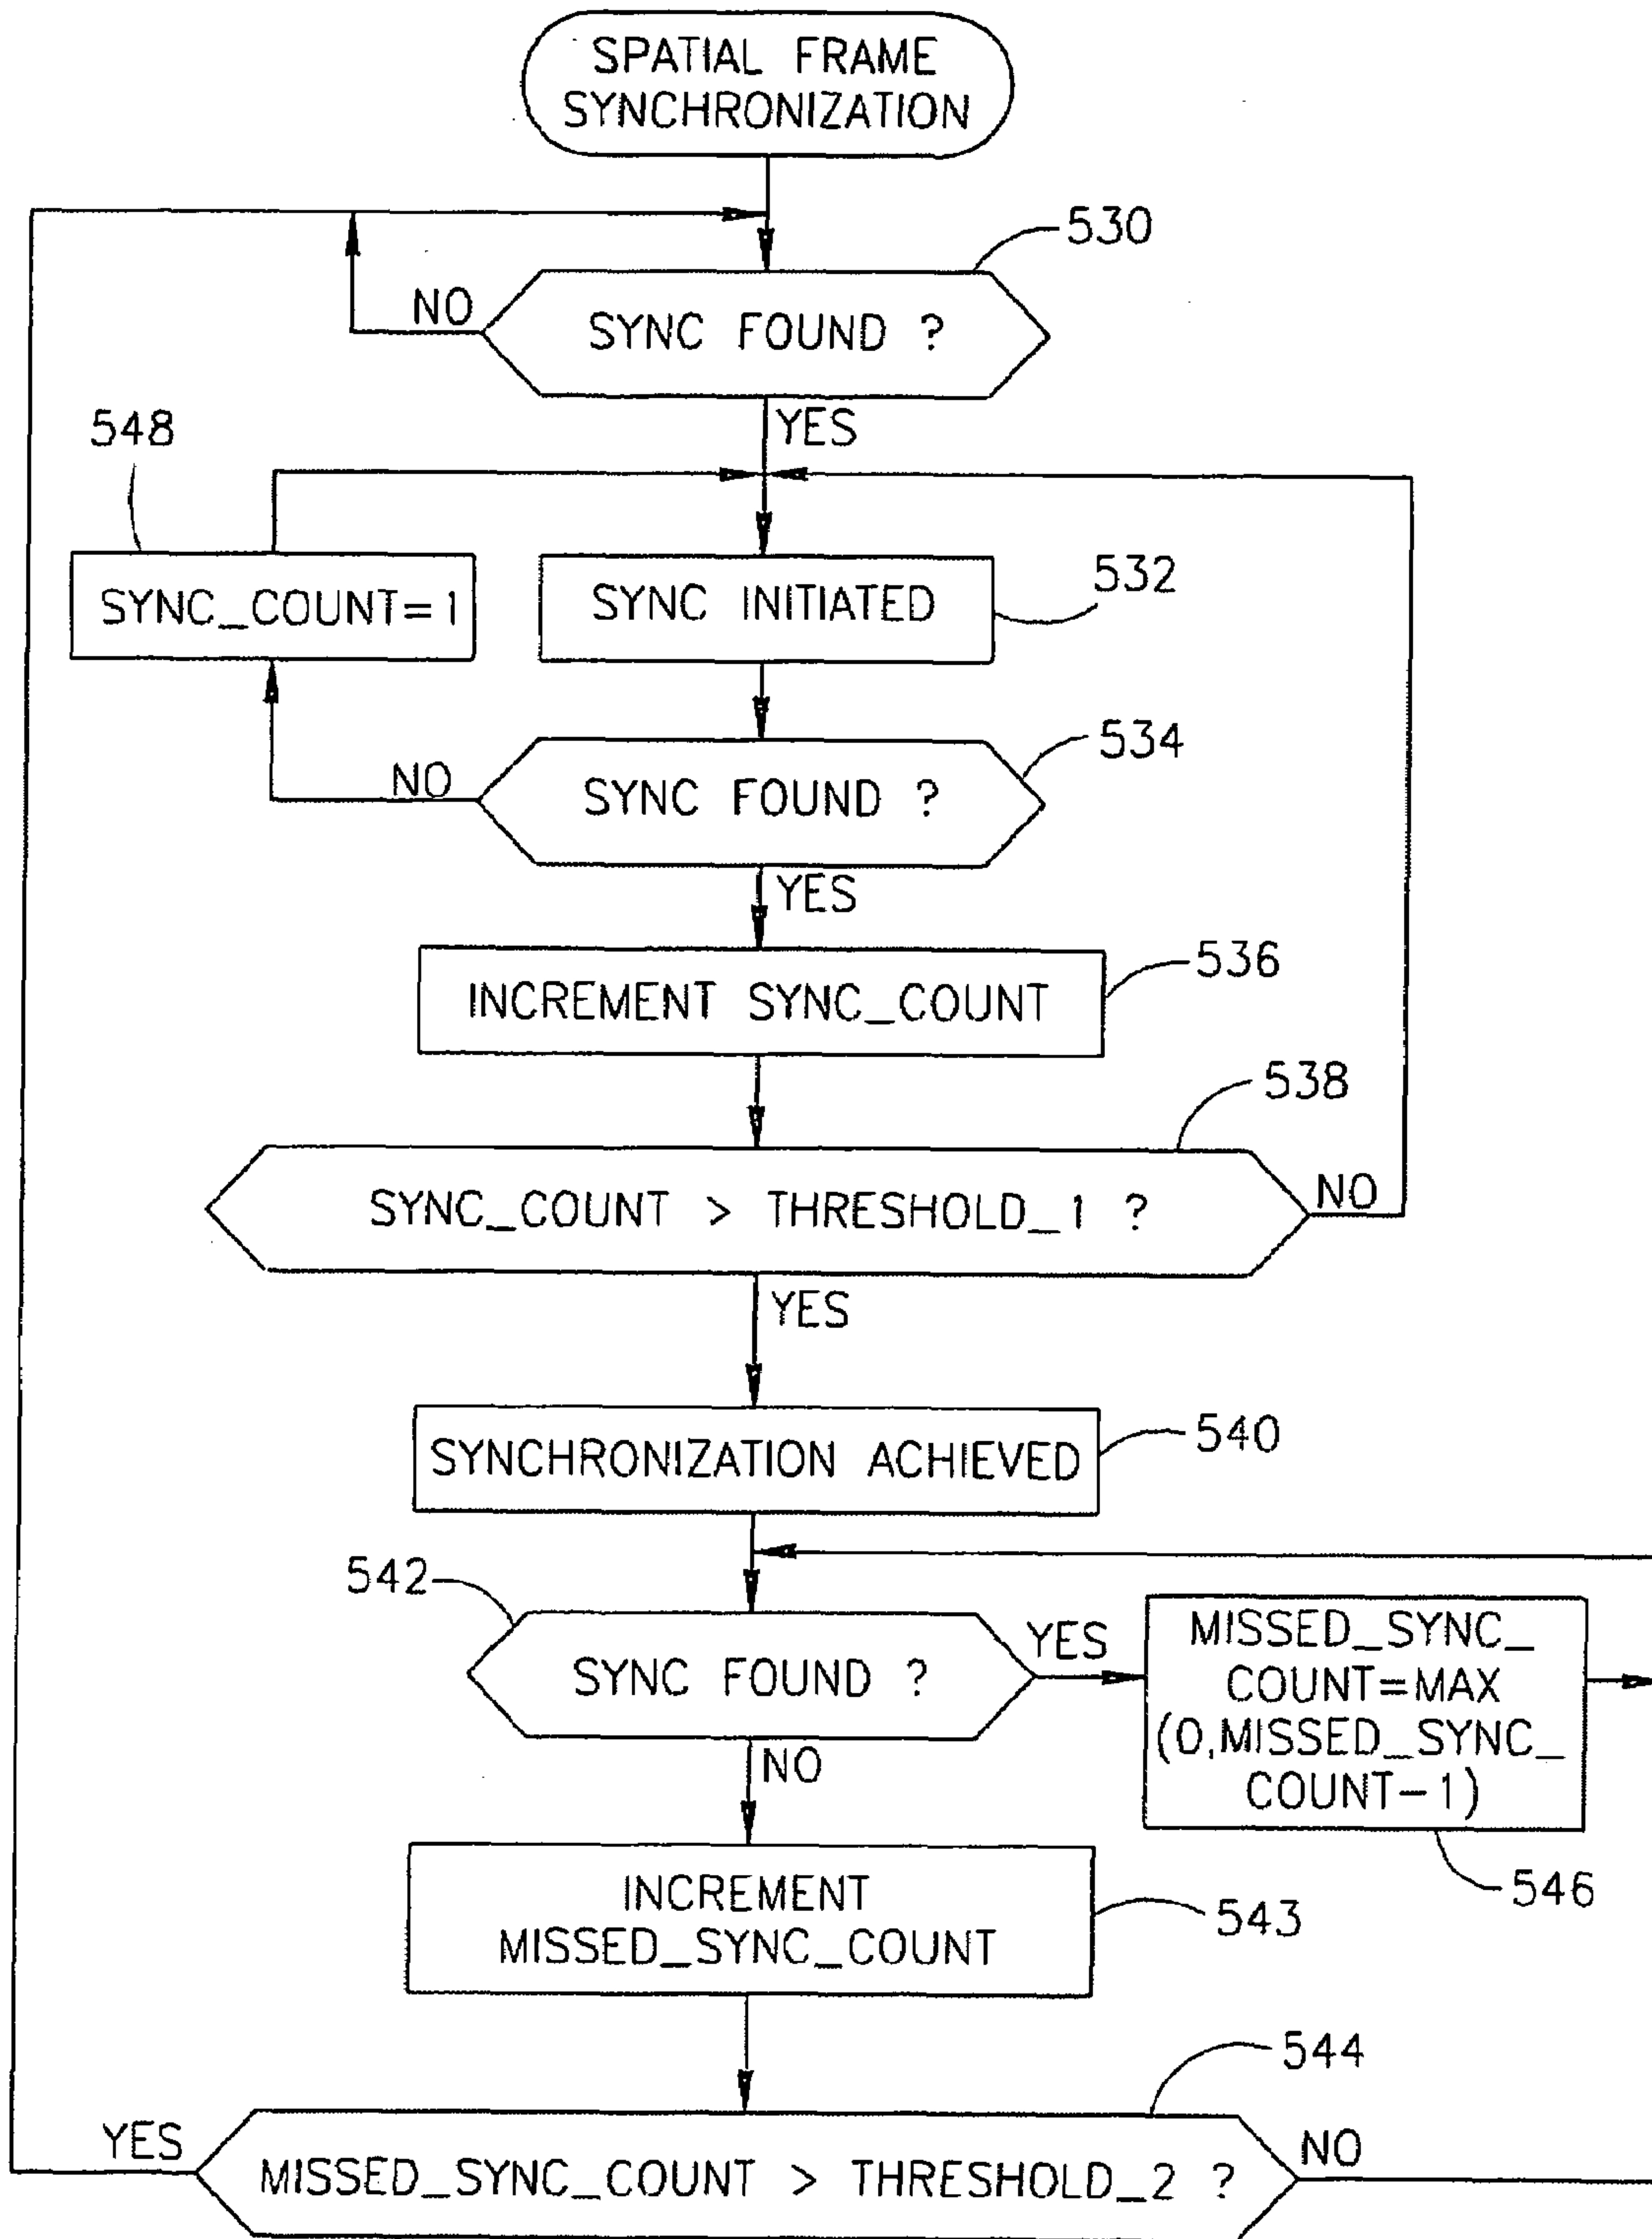 SPATIAL FRAME
SYNCHRONIZATION
530
NO
SYNC FOUND ?
YES
548
SYNC_COUNT=1
SYNC INITIATED
532
534
NO
SYNC FOUND ?
YES
INCREMENT SYNC_COUNT
536
538
SYNC_COUNT > THRESHOLD_1 ?
NO
YES
SYNCHRONIZATION ACHIEVED
540
542
SYNC FOUND ?
YES
MISSED_SYNC_
COUNT=MAX
(0,MISSED_SYNC_
COUNT-1)
546
NO
INCREMENT
MISSED_SYNC_COUNT
543
544
YES
MISSED_SYNC_COUNT > THRESHOLD_2 ?
NO